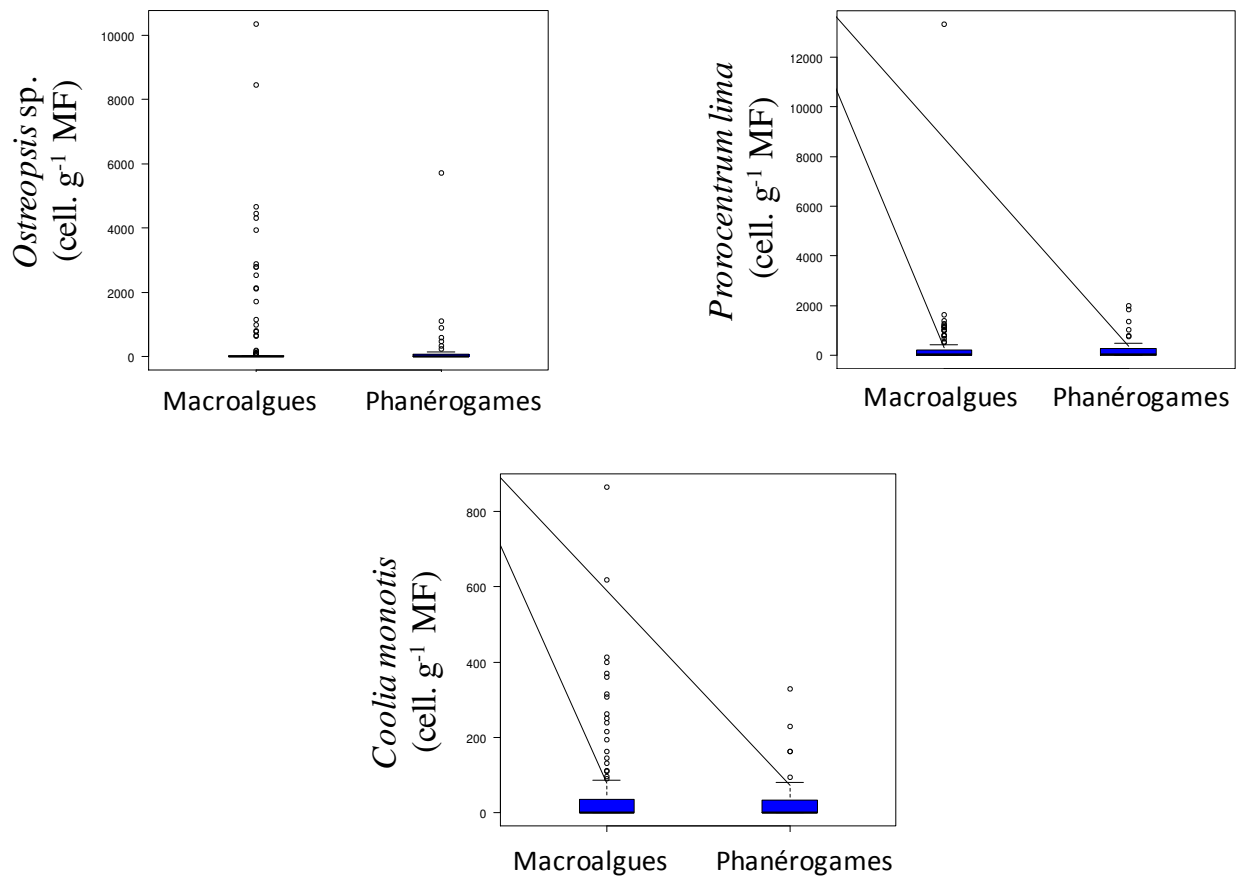 Ostreopsis sp.
(cell. g-1 MF)
10000
8000
6000
4000
2000
0
Macroalgues Phanérogames
Prorocentrum lima
(cell. g-1 MF)
12000
10000
8000
6000
4000
2000
0
Macroalgues Phanérogames
Coolia monotis
(cell. g-1 MF)
800
600
400
200
0
Macroalgues Phanérogames